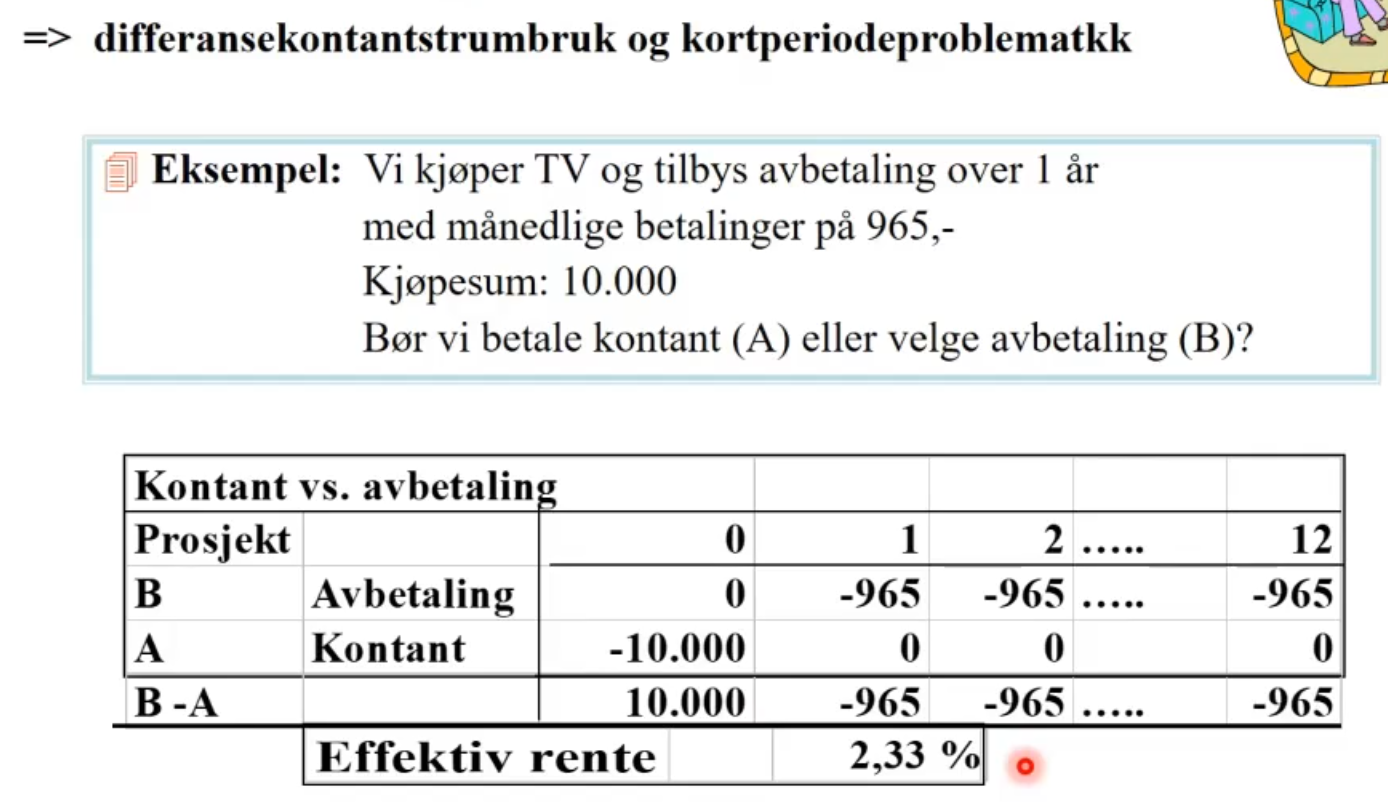 => differansekontantstrumbruk og kortperiodeproblematkk
Eksempel: Vi kjøper TV og tilbys avbetaling over 1 år
med månedlige betalinger på 965,-
Kjøpesum: 10.000
Bør vi betale kontant (A) eller velge avbetaling (B)?
Kontant vs. avbetaling
Prosjekt 0 1 2 ..... 12
B Avbetaling 0 -965 -965 ..... -965
A Kontant -10.000 0 0 0
B -A 10.000 -965 -965 ..... -965
Effektiv rente 2,33 %